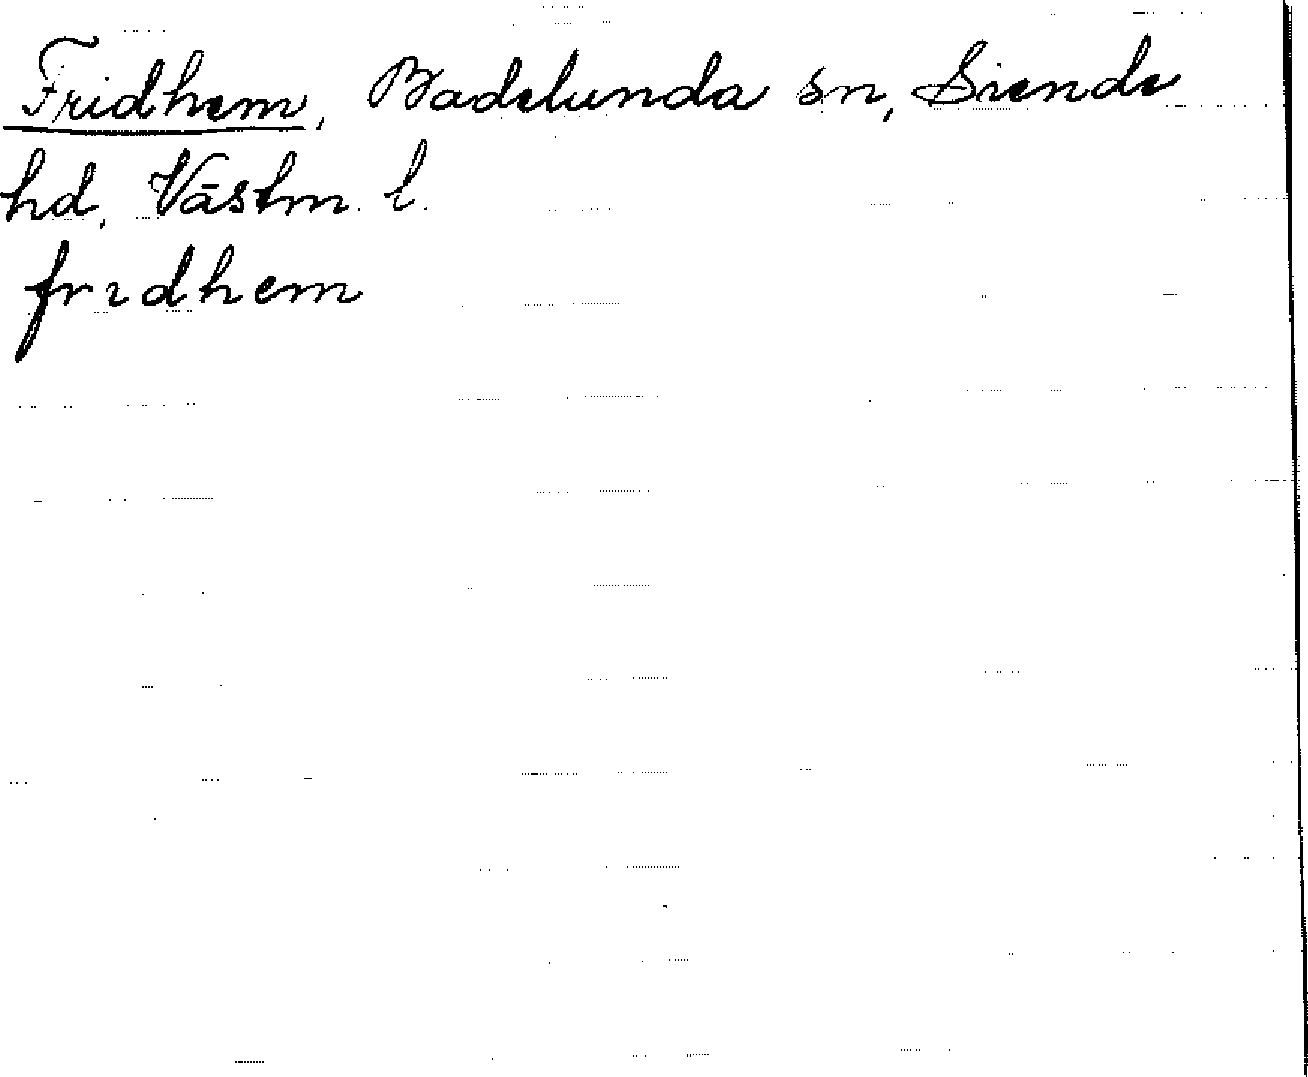 Fridhem, Badelunda sn, Siende
hd, Västm. l.
fridhem